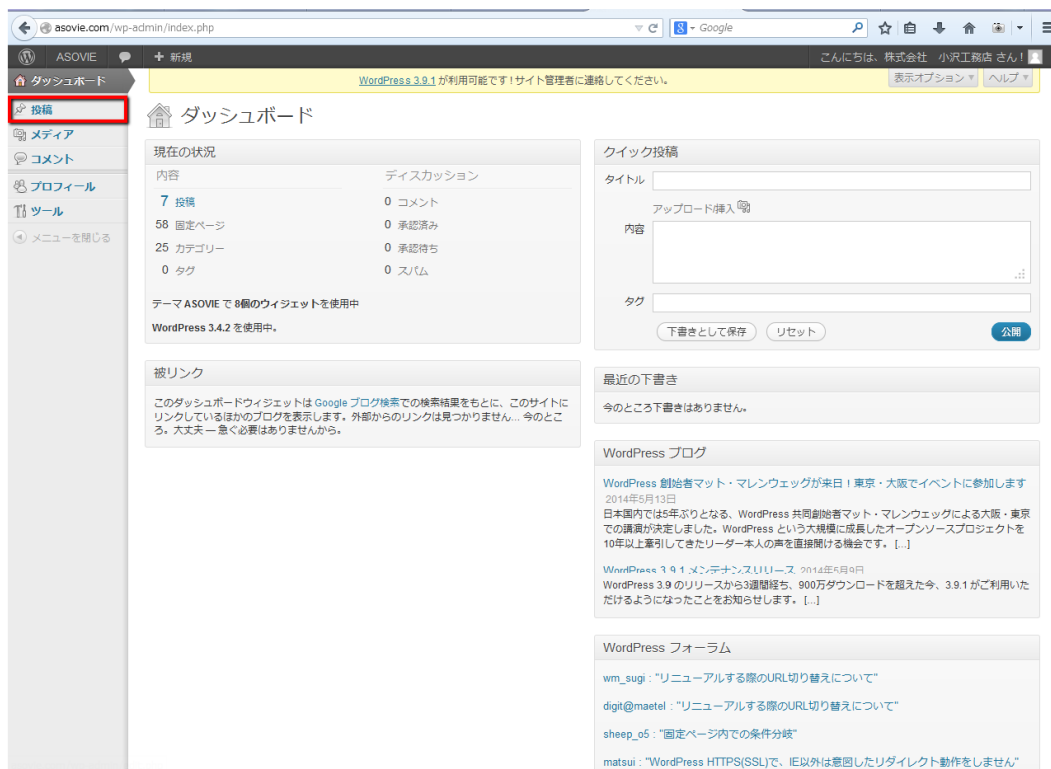 asovie.com/wp-admin/index.php
Google
ASOVIE
新規
こんにちは、株式会社 小沢工務店 さん!
ダッシュボード
投稿
メディア
コメント
プロフィール
ツール
メニューを閉じる
WordPress 3.9.1 が利用可能です ! サイト管理者に連絡してください。
表示オプション
ヘルプ
ダッシュボード
現在の状況
内容
ディスカッション
7 投稿
0 コメント
58 固定ページ
0 承認済み
25 カテゴリー
0 承認待ち
0 タグ
0 スパム
テーマ ASOVIE で 8個のウィジェットを使用中
WordPress 3.4.2 を使用中。
被リンク
このダッシュボードウィジェットは Google ブログ検索での検索結果をもとに、このサイトに
リンクしているほかのブログを表示します。外部からのリンクは見つかりません... 今のとこ
ろ。大丈夫 — 急ぐ必要はありませんから。
クイック投稿
タイトル
アップロード/挿入
内容
タグ
下書きとして保存
リセット
公開
最近の下書き
今のところ下書きはありません。
WordPress ブログ
WordPress 創始者マット・マレンウェッグが来日!東京・大阪でイベントに参加します
2014年5月13日
日本国内では5年ぶりとなる、WordPress 共同創始者マット・マレンウェッグによる大阪・東京
での講演が決定しました。WordPress という大規模に成長したオープンソースプロジェクトを
10年以上牽引してきたリーダー本人の声を直接聞ける機会です。 [...]
WordPress 3.9.1 メンテナンスリリース 2014年5月9日
WordPress 3.9 のリリースから3週間経ち、900万ダウンロードを超えた今、3.9.1 がご利用いた
だけるようになったことをお知らせします。 [...]
WordPress フォーラム
wm_sugi : "リニューアルする際のURL切り替えについて"
digit@maetel : "リニューアルする際のURL切り替えについて"
sheep_o5 : "固定ページ内での条件分岐"
matsui : "WordPress HTTPS(SSL)で、IE以外は意図したリダイレクト動作をしません"